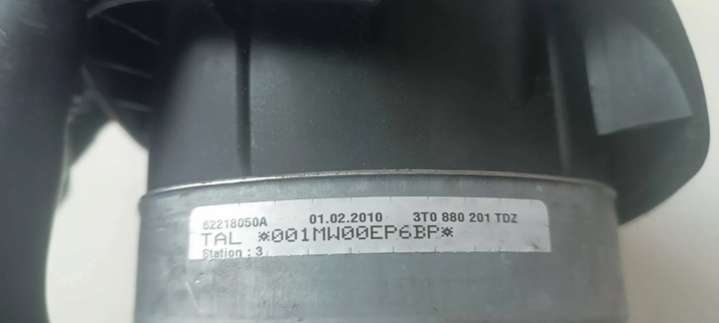 62218050A 01.02.2010 3T0 880 201 TDZ
TAL *001MW00EP6BP*
Station : 3